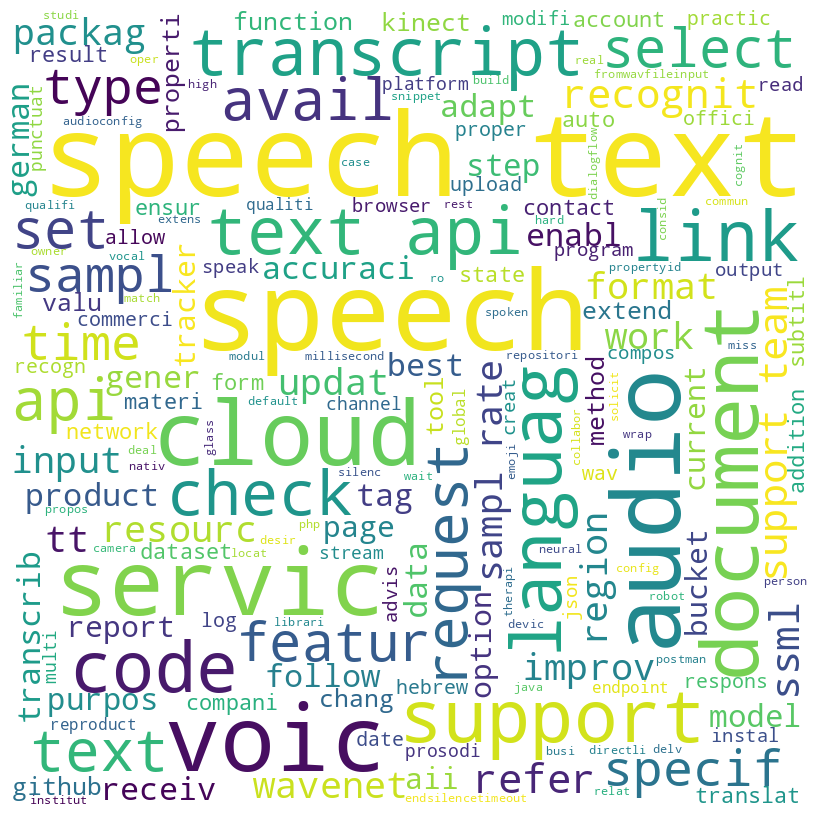 studi
function
kinect
modifi
account
practic
packag
transcript
select
result
oper
properti
type
high
avail
platform
build
real
fromwavfileinput
read
snippet
recognit
german
punctuat
audioconfig
adapt
auto
offici
proper
dialogflow
cognit
speech text
case
step
qualifi
upload
ensur
qualiti
browser
rest
contact
hard
consid
commun
set
extens
allow
text api
enabl
link
owner
vocal
program
sampl
tracker
speak
accuraci
state
propertyid
output
familiar
valu
match
speech
ro
format
commerci
spoken
extend
support team
subtitl
time
modul
millisecond
repositori
work
miss
document
recogn
gener
form
updat
best
compos
api
materi
default
channel
tool
global
emoji
creat
languag
method
solicit
collabor
wrap
audio
current
addition
network
deal
nativ
glass
cloud
silenc
wait
request
sampl rate
wav
input
check
tag
product
propos
tt
resourc
php
desir
page
neural
config
json
region
bucket
person
camera
dataset
locat
stream
data
advis
therapi
devic
robot
transcrib
multi
servic
librari
option
ssml
report
log
featur
postman
code
follow
improv
respons
purpos
compani
chang
hebrew
java
endpoint
model
reproduct
text
voic
date
prosodi
support
instal
busi
directli
delv
github
receiv
wavenet
aii
refer
specif
institut
endsilencetimeout
relat
translat